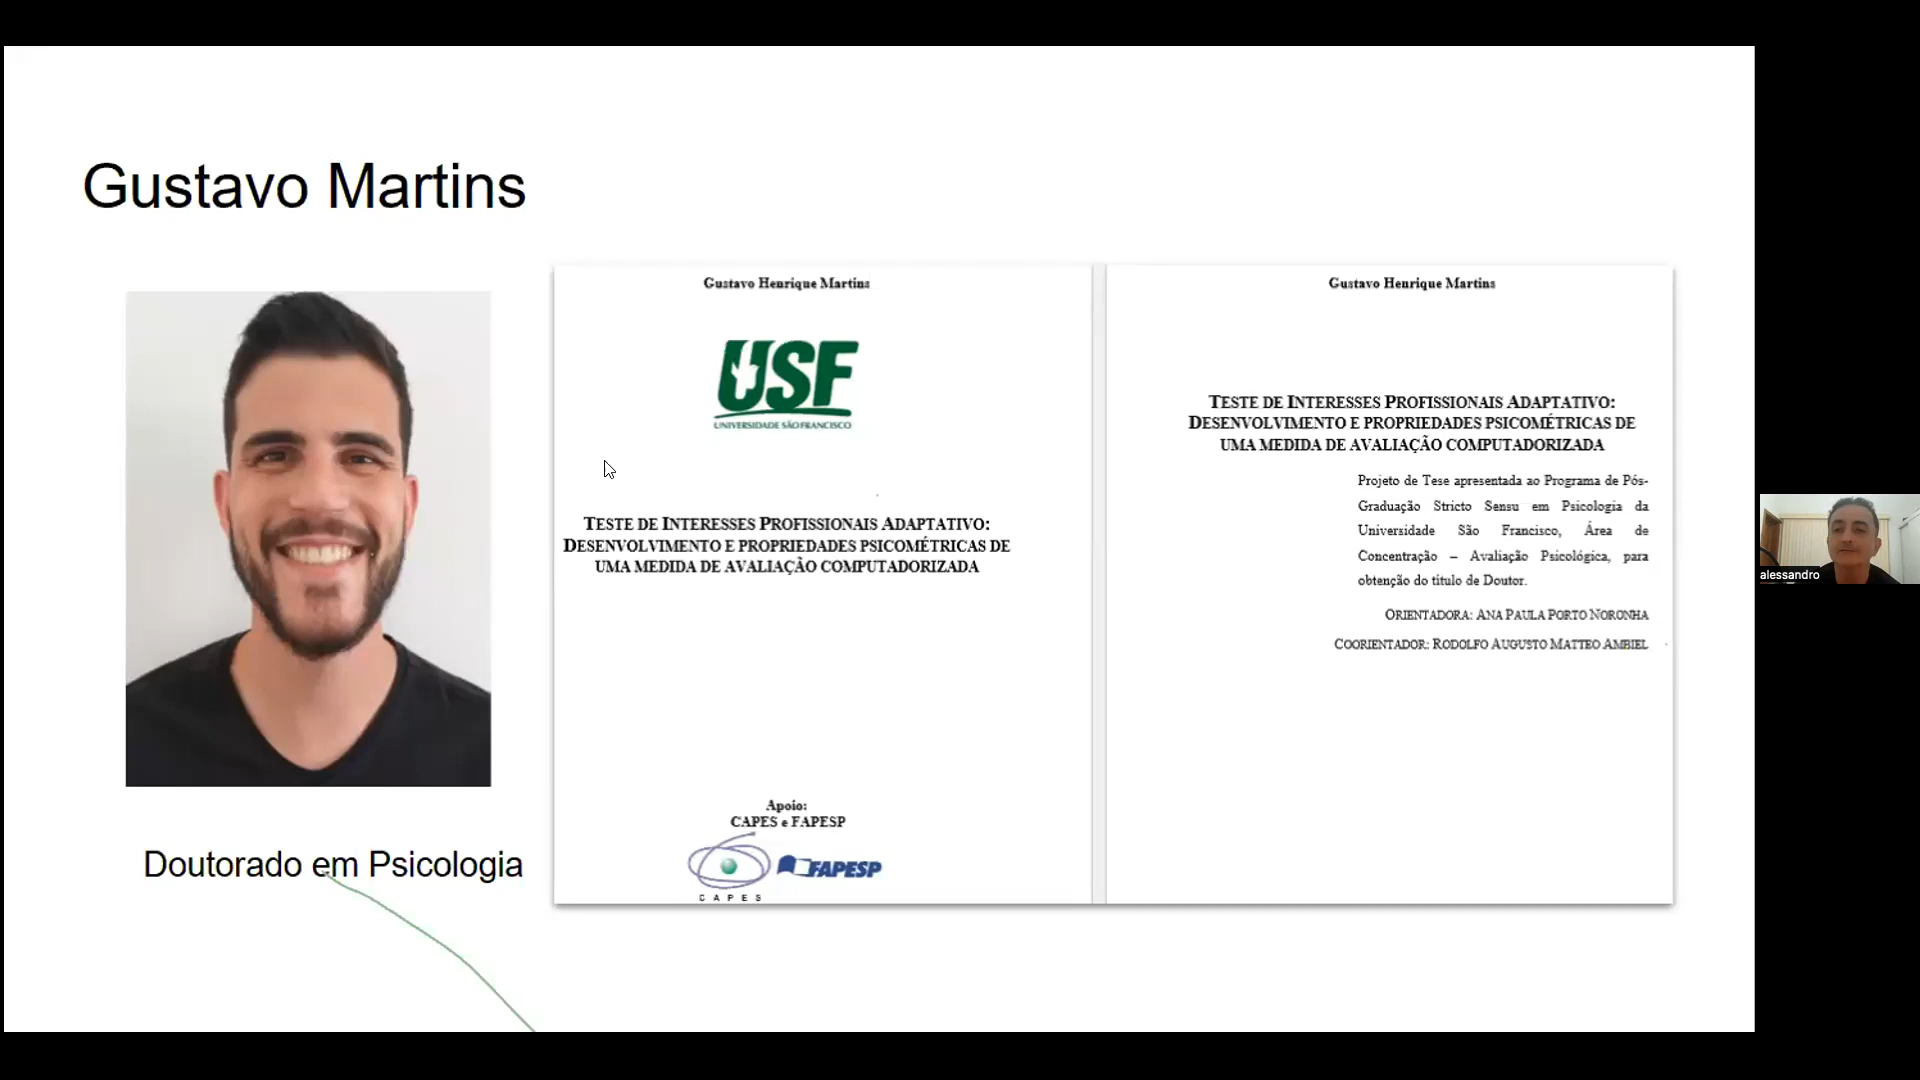 Gustavo Martins
Doutorado em Psicologia
Gustavo Henrique Martins
USF
UNIVERSIDADE SÃO FRANCISCO
TESTE DE INTERESSES PROFISSIONAIS ADAPTATIVO:
DESENVOLVIMENTO E PROPRIEDADES PSICOMÉTRICAS DE
UMA MEDIDA DE AVALIAÇÃO COMPUTADORIZADA
Apoio:
CAPES e FAPESP
CAPES
FAPESP
Gustavo Henrique Martins
TESTE DE INTERESSES PROFISSIONAIS ADAPTATIVO:
DESENVOLVIMENTO E PROPRIEDADES PSICOMÉTRICAS DE
UMA MEDIDA DE AVALIAÇÃO COMPUTADORIZADA
Projeto de Tese apresentada ao Programa de Pós-
Graduação Stricto Sensu em Psicologia da
Universidade São Francisco, Área de
Concentração – Avaliação Psicológica, para
obtenção do título de Doutor.
ORIENTADORA: ANA PAULA PORTO NORONHA
COORIENTADOR: RODOLFO AUGUSTO MATTEO AMBIEL
alessandro